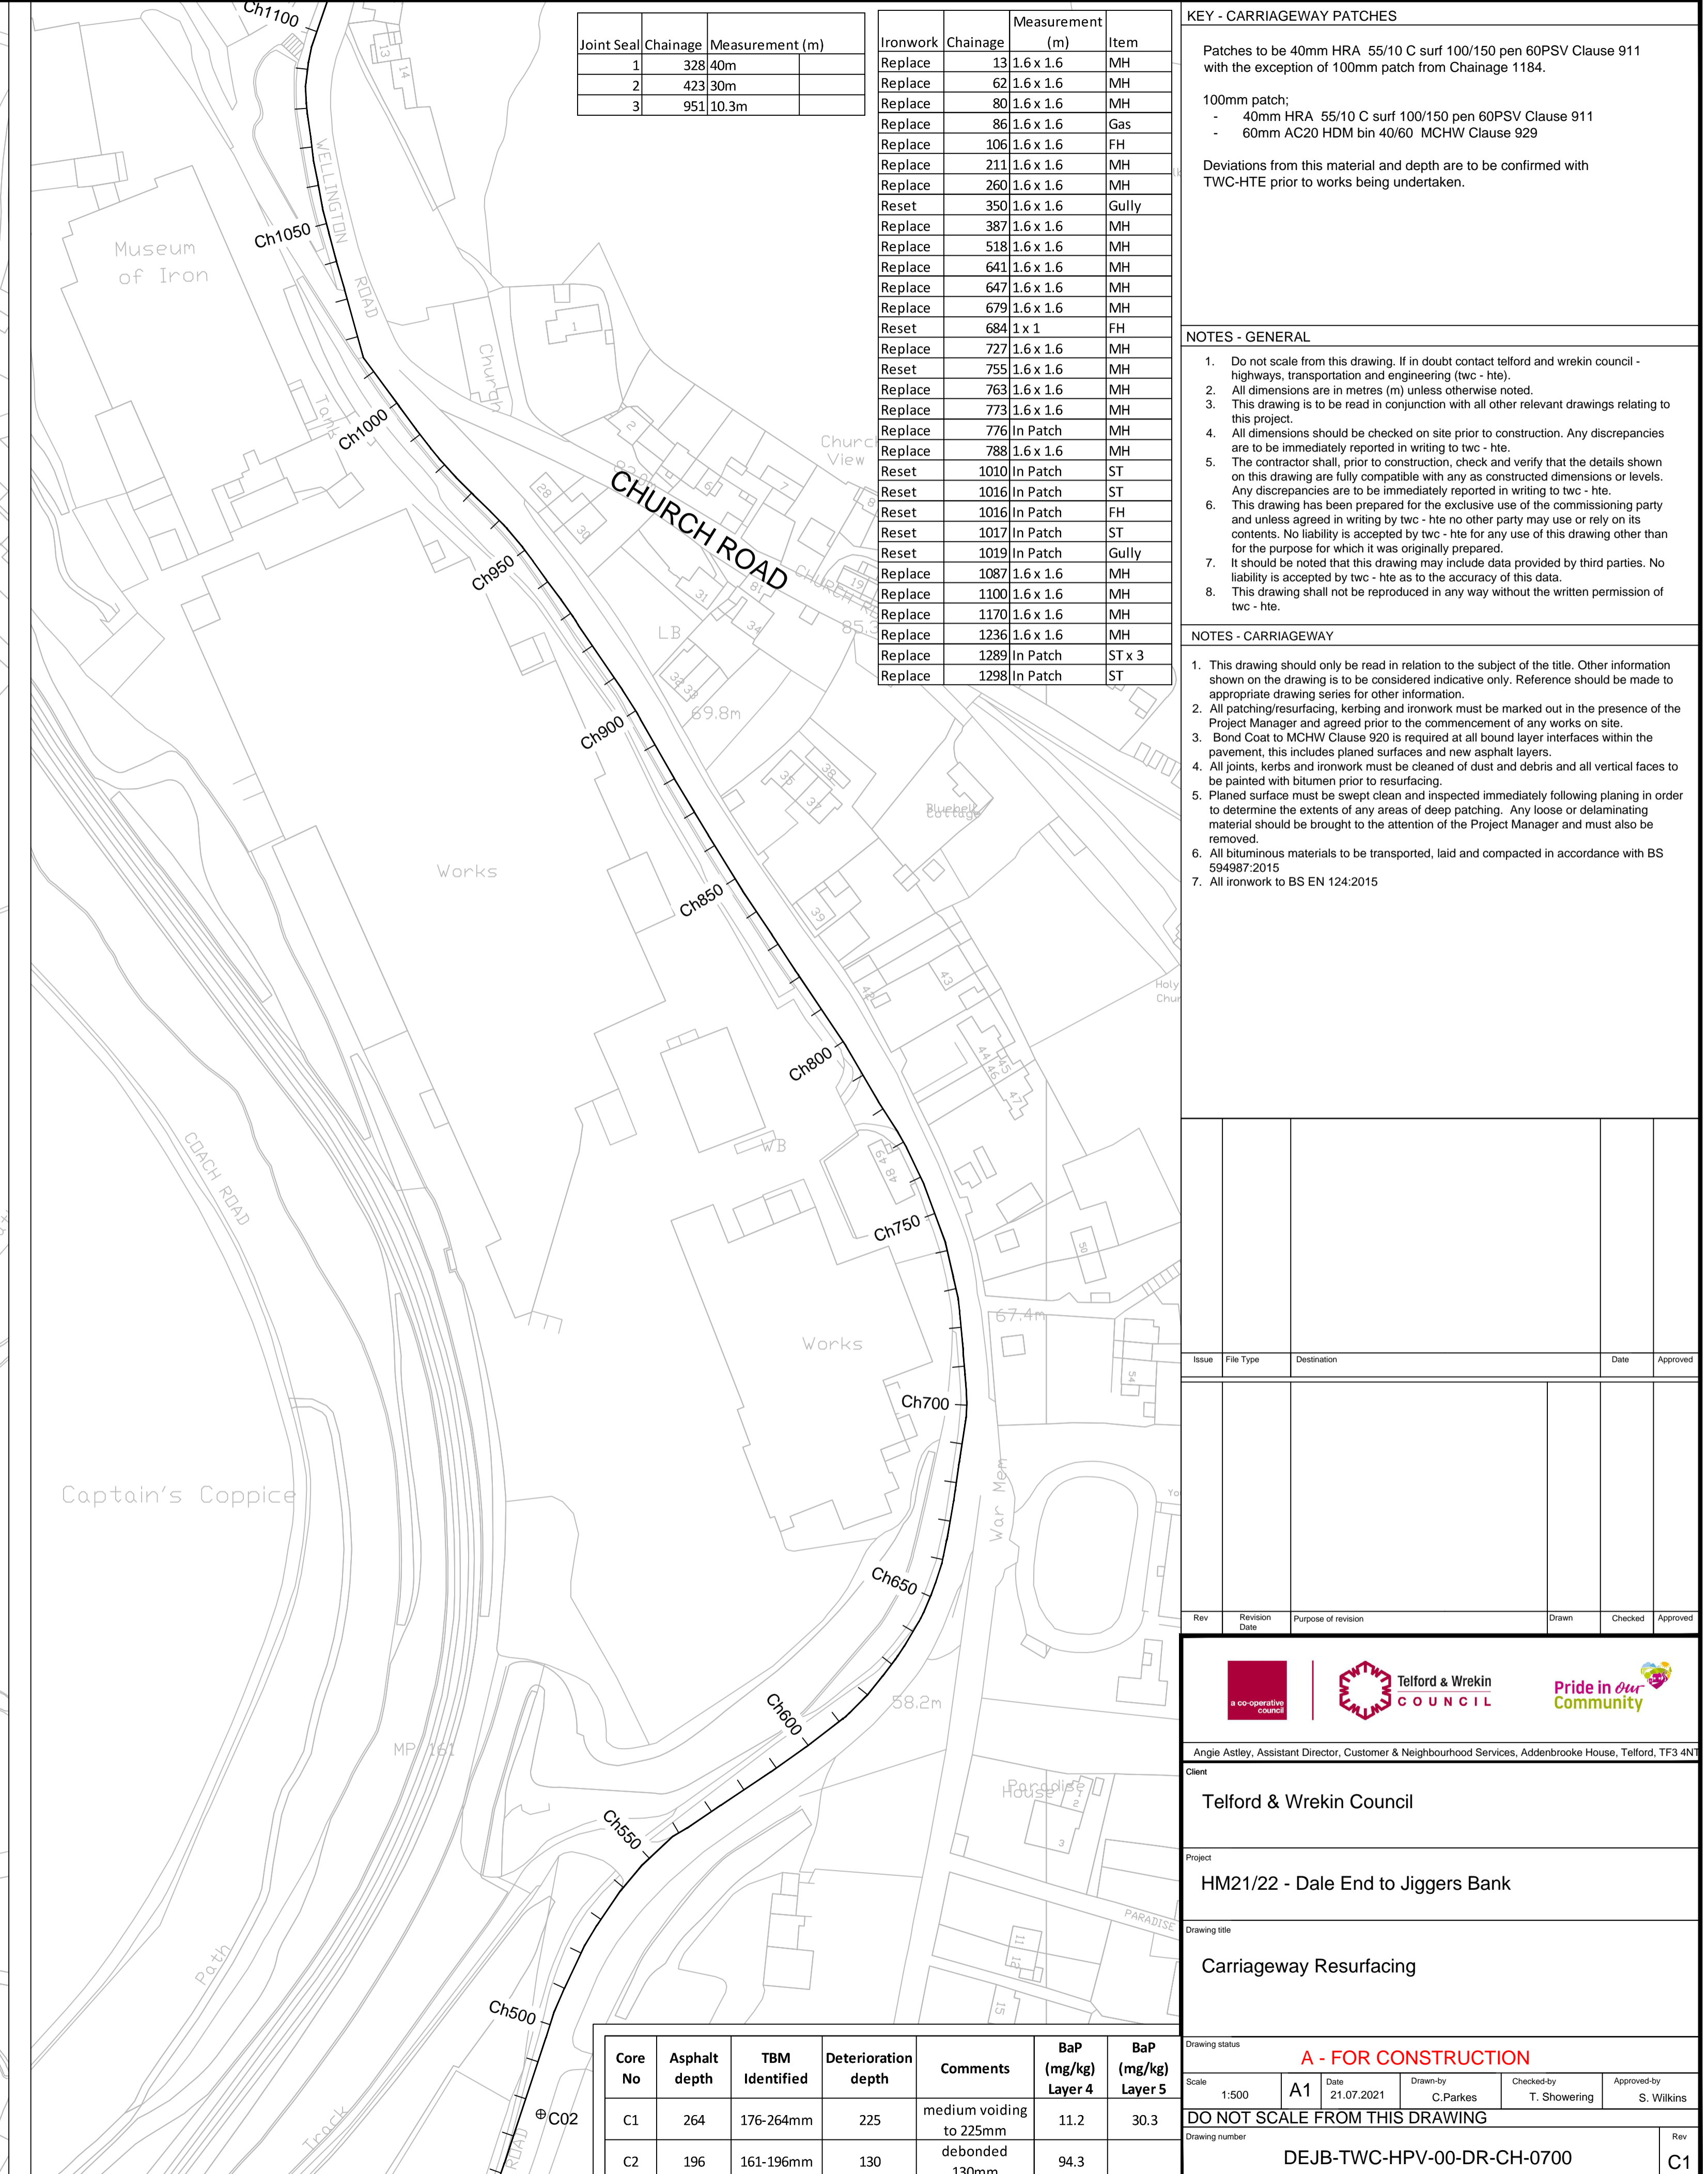 Joint Seal Chainage Measurement (m)
1 328 40m
2 423 30m
3 951 10.3m
Measurement
Ironwork Chainage (m) Item
Replace 13 1.6 x 1.6 MH
Replace 62 1.6 x 1.6 MH
Replace 80 1.6 x 1.6 MH
Replace 86 1.6 x 1.6 Gas
Replace 106 1.6 x 1.6 FH
Replace 211 1.6 x 1.6 MH
Replace 260 1.6 x 1.6 MH
Reset 350 1.6 x 1.6 Gully
Replace 387 1.6 x 1.6 MH
Replace 518 1.6 x 1.6 MH
Replace 641 1.6 x 1.6 MH
Replace 647 1.6 x 1.6 MH
Replace 679 1.6 x 1.6 MH
Reset 684 1 x 1 FH
Replace 727 1.6 x 1.6 MH
Reset 755 1.6 x 1.6 MH
Replace 763 1.6 x 1.6 MH
Replace 773 1.6 x 1.6 MH
Replace 776 In Patch MH
Replace 788 1.6 x 1.6 MH
Reset 1010 In Patch ST
Reset 1016 In Patch ST
Reset 1016 In Patch FH
Reset 1017 In Patch ST
Reset 1019 In Patch Gully
Replace 1087 1.6 x 1.6 MH
Replace 1100 1.6 x 1.6 MH
Replace 1170 1.6 x 1.6 MH
Replace 1236 1.6 x 1.6 MH
Replace 1289 In Patch ST x 3
Replace 1298 In Patch ST
Ch1100
13
14
WELLINGTON
ROAD
Ch1050
Museum
of Iron
1
Church
Tank
Ch1000
2
6
7
8
Church
View
28
30
CHURCH ROAD
Ch950
31
81
34
19
CHURCH R
85.3
LB
32 33
69.8m
Ch900
36
38
37
Bluebell
Cottage
Works
Ch850
39
42
43
Holy
Chur
44 45
46
47
Ch800
COACH ROAD
WB
49 48
Ch750
50
67.4m
Works
54
Ch700
Captain's Coppice
War Mem
Yo
Ch650
58.2m
Ch600
MP 161
Paradise
House
1
2
3
Ch550
PARADISE
11
12
15
Path
Ch500
Track
C02
ROAD
Core No Asphalt depth TBM Identified Deterioration depth Comments BaP (mg/kg) Layer 4 BaP (mg/kg) Layer 5
C1 264 176-264mm 225 medium voiding to 225mm 11.2 30.3
C2 196 161-196mm 130 debonded 130mm 94.3
KEY - CARRIAGEWAY PATCHES
Patches to be 40mm HRA 55/10 C surf 100/150 pen 60PSV Clause 911
with the exception of 100mm patch from Chainage 1184.
100mm patch;
- 40mm HRA 55/10 C surf 100/150 pen 60PSV Clause 911
- 60mm AC20 HDM bin 40/60 MCHW Clause 929
Deviations from this material and depth are to be confirmed with
TWC-HTE prior to works being undertaken.
NOTES - GENERAL
1. Do not scale from this drawing. If in doubt contact telford and wrekin council -
highways, transportation and engineering (twc - hte).
2. All dimensions are in metres (m) unless otherwise noted.
3. This drawing is to be read in conjunction with all other relevant drawings relating to
this project.
4. All dimensions should be checked on site prior to construction. Any discrepancies
are to be immediately reported in writing to twc - hte.
5. The contractor shall, prior to construction, check and verify that the details shown
on this drawing are fully compatible with any as constructed dimensions or levels.
Any discrepancies are to be immediately reported in writing to twc - hte.
6. This drawing has been prepared for the exclusive use of the commissioning party
and unless agreed in writing by twc - hte no other party may use or rely on its
contents. No liability is accepted by twc - hte for any use of this drawing other than
for the purpose for which it was originally prepared.
7. It should be noted that this drawing may include data provided by third parties. No
liability is accepted by twc - hte as to the accuracy of this data.
8. This drawing shall not be reproduced in any way without the written permission of
twc - hte.
NOTES - CARRIAGEWAY
1. This drawing should only be read in relation to the subject of the title. Other information
shown on the drawing is to be considered indicative only. Reference should be made to
appropriate drawing series for other information.
2. All patching/resurfacing, kerbing and ironwork must be marked out in the presence of the
Project Manager and agreed prior to the commencement of any works on site.
3. Bond Coat to MCHW Clause 920 is required at all bound layer interfaces within the
pavement, this includes planed surfaces and new asphalt layers.
4. All joints, kerbs and ironwork must be cleaned of dust and debris and all vertical faces to
be painted with bitumen prior to resurfacing.
5. Planed surface must be swept clean and inspected immediately following planing in order
to determine the extents of any areas of deep patching. Any loose or delaminating
material should be brought to the attention of the Project Manager and must also be
removed.
6. All bituminous materials to be transported, laid and compacted in accordance with BS
594987:2015
7. All ironwork to BS EN 124:2015
Issue File Type Destination Date Approved
Rev Revision Date Purpose of revision Drawn Checked Approved
a co-operative
council
Telford & Wrekin
COUNCIL
Pride in our
Community
Angie Astley, Assistant Director, Customer & Neighbourhood Services, Addenbrooke House, Telford, TF3 4NT
Client
Telford & Wrekin Council
Project
HM21/22 - Dale End to Jiggers Bank
Drawing title
Carriageway Resurfacing
Drawing status
A - FOR CONSTRUCTION
Scale 1:500 A1 Date 21.07.2021 Drawn-by C.Parkes Checked-by T. Showering Approved-by S. Wilkins
DO NOT SCALE FROM THIS DRAWING
Drawing number Rev
DEJB-TWC-HPV-00-DR-CH-0700 C1